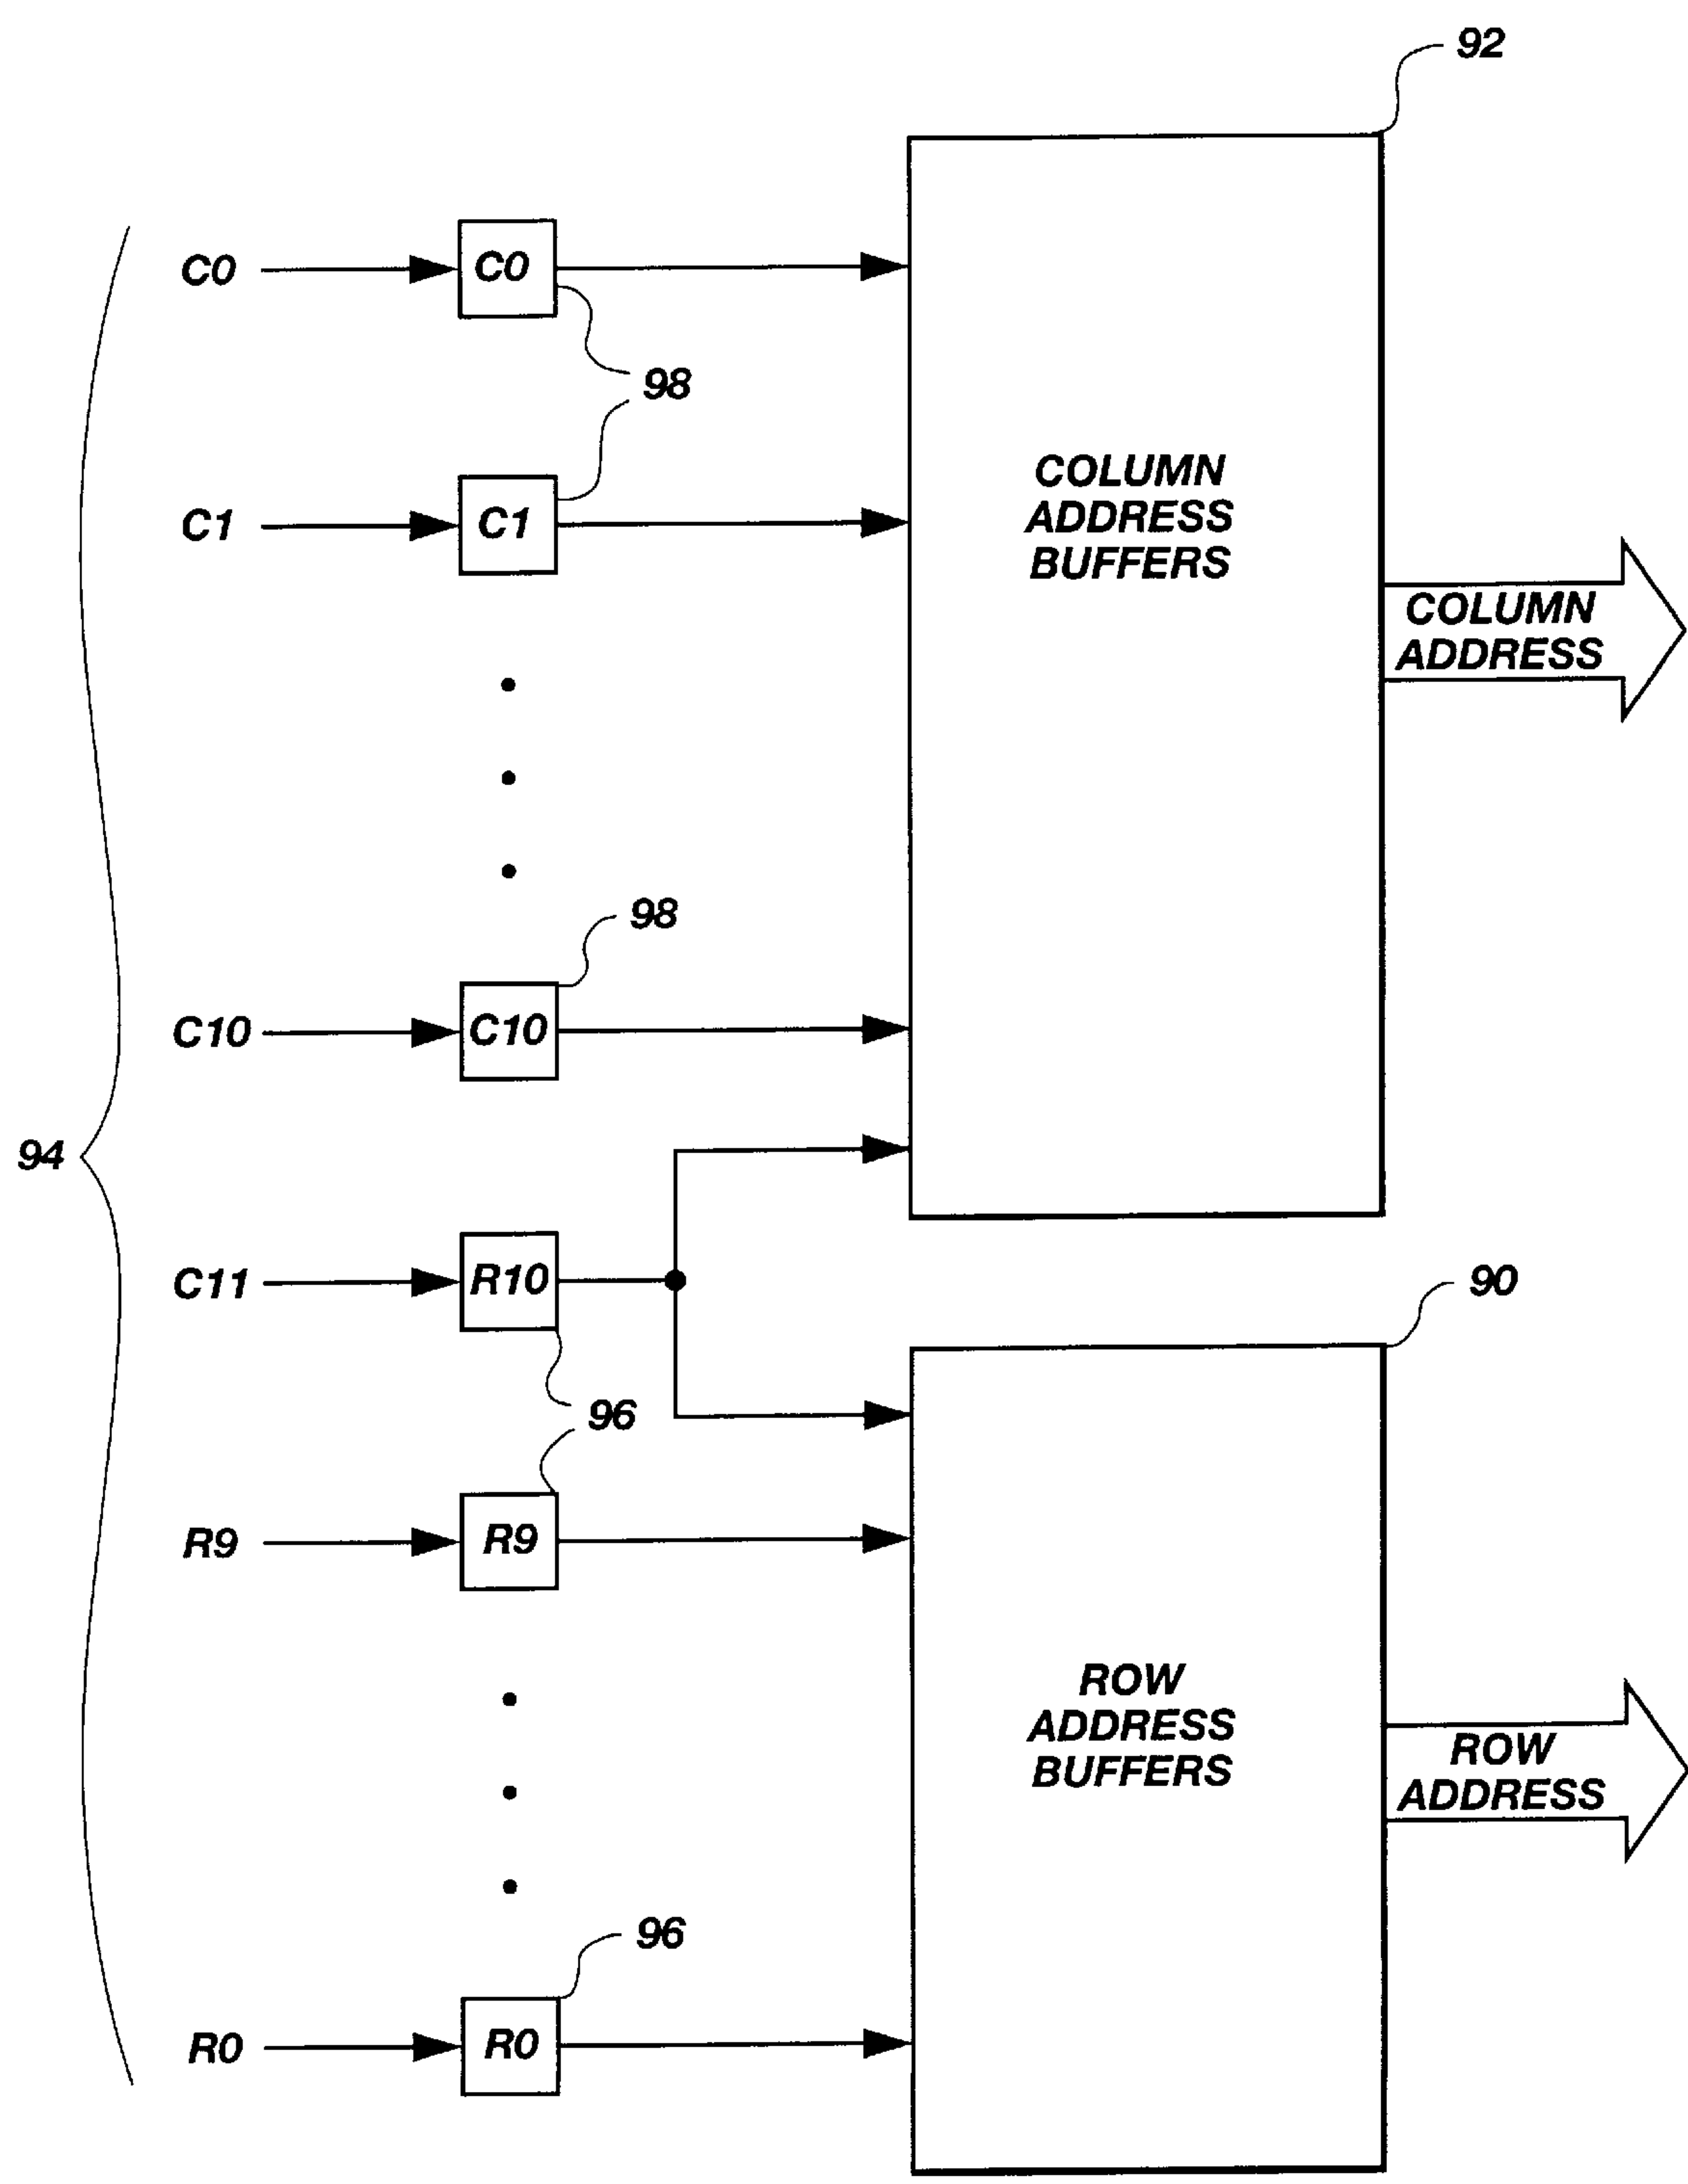 92
C0 C0
98
C1 C1
COLUMN
ADDRESS
BUFFERS
COLUMN
ADDRESS
98
C10 C10
94
C11 R10
90
96
R9 R9
ROW
ADDRESS
BUFFERS
ROW
ADDRESS
96
R0 R0